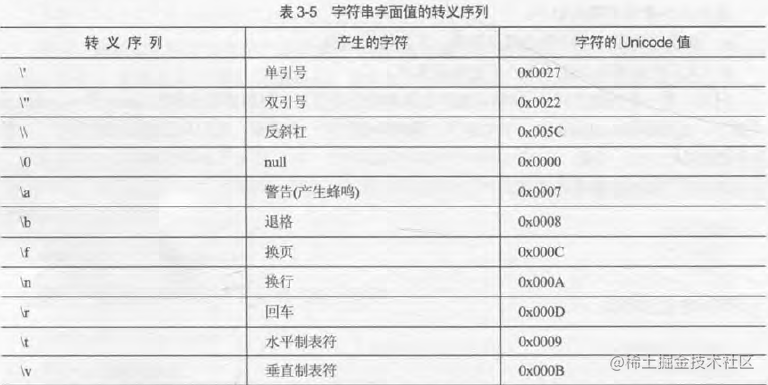 表 3-5 字符串字面值的转义序列
转义序列 产生的字符 字符的 Unicode 值
\' 单引号 0x0027
\" 双引号 0x0022
\\ 反斜杠 0x005C
\0 null 0x0000
\a 警告(产生蜂鸣) 0x0007
\b 退格 0x0008
\f 换页 0x000C
\n 换行 0x000A
\r 回车 0x000D
\t 水平制表符 0x0009
\v 垂直制表符 0x000B
@稀土掘金技术社区